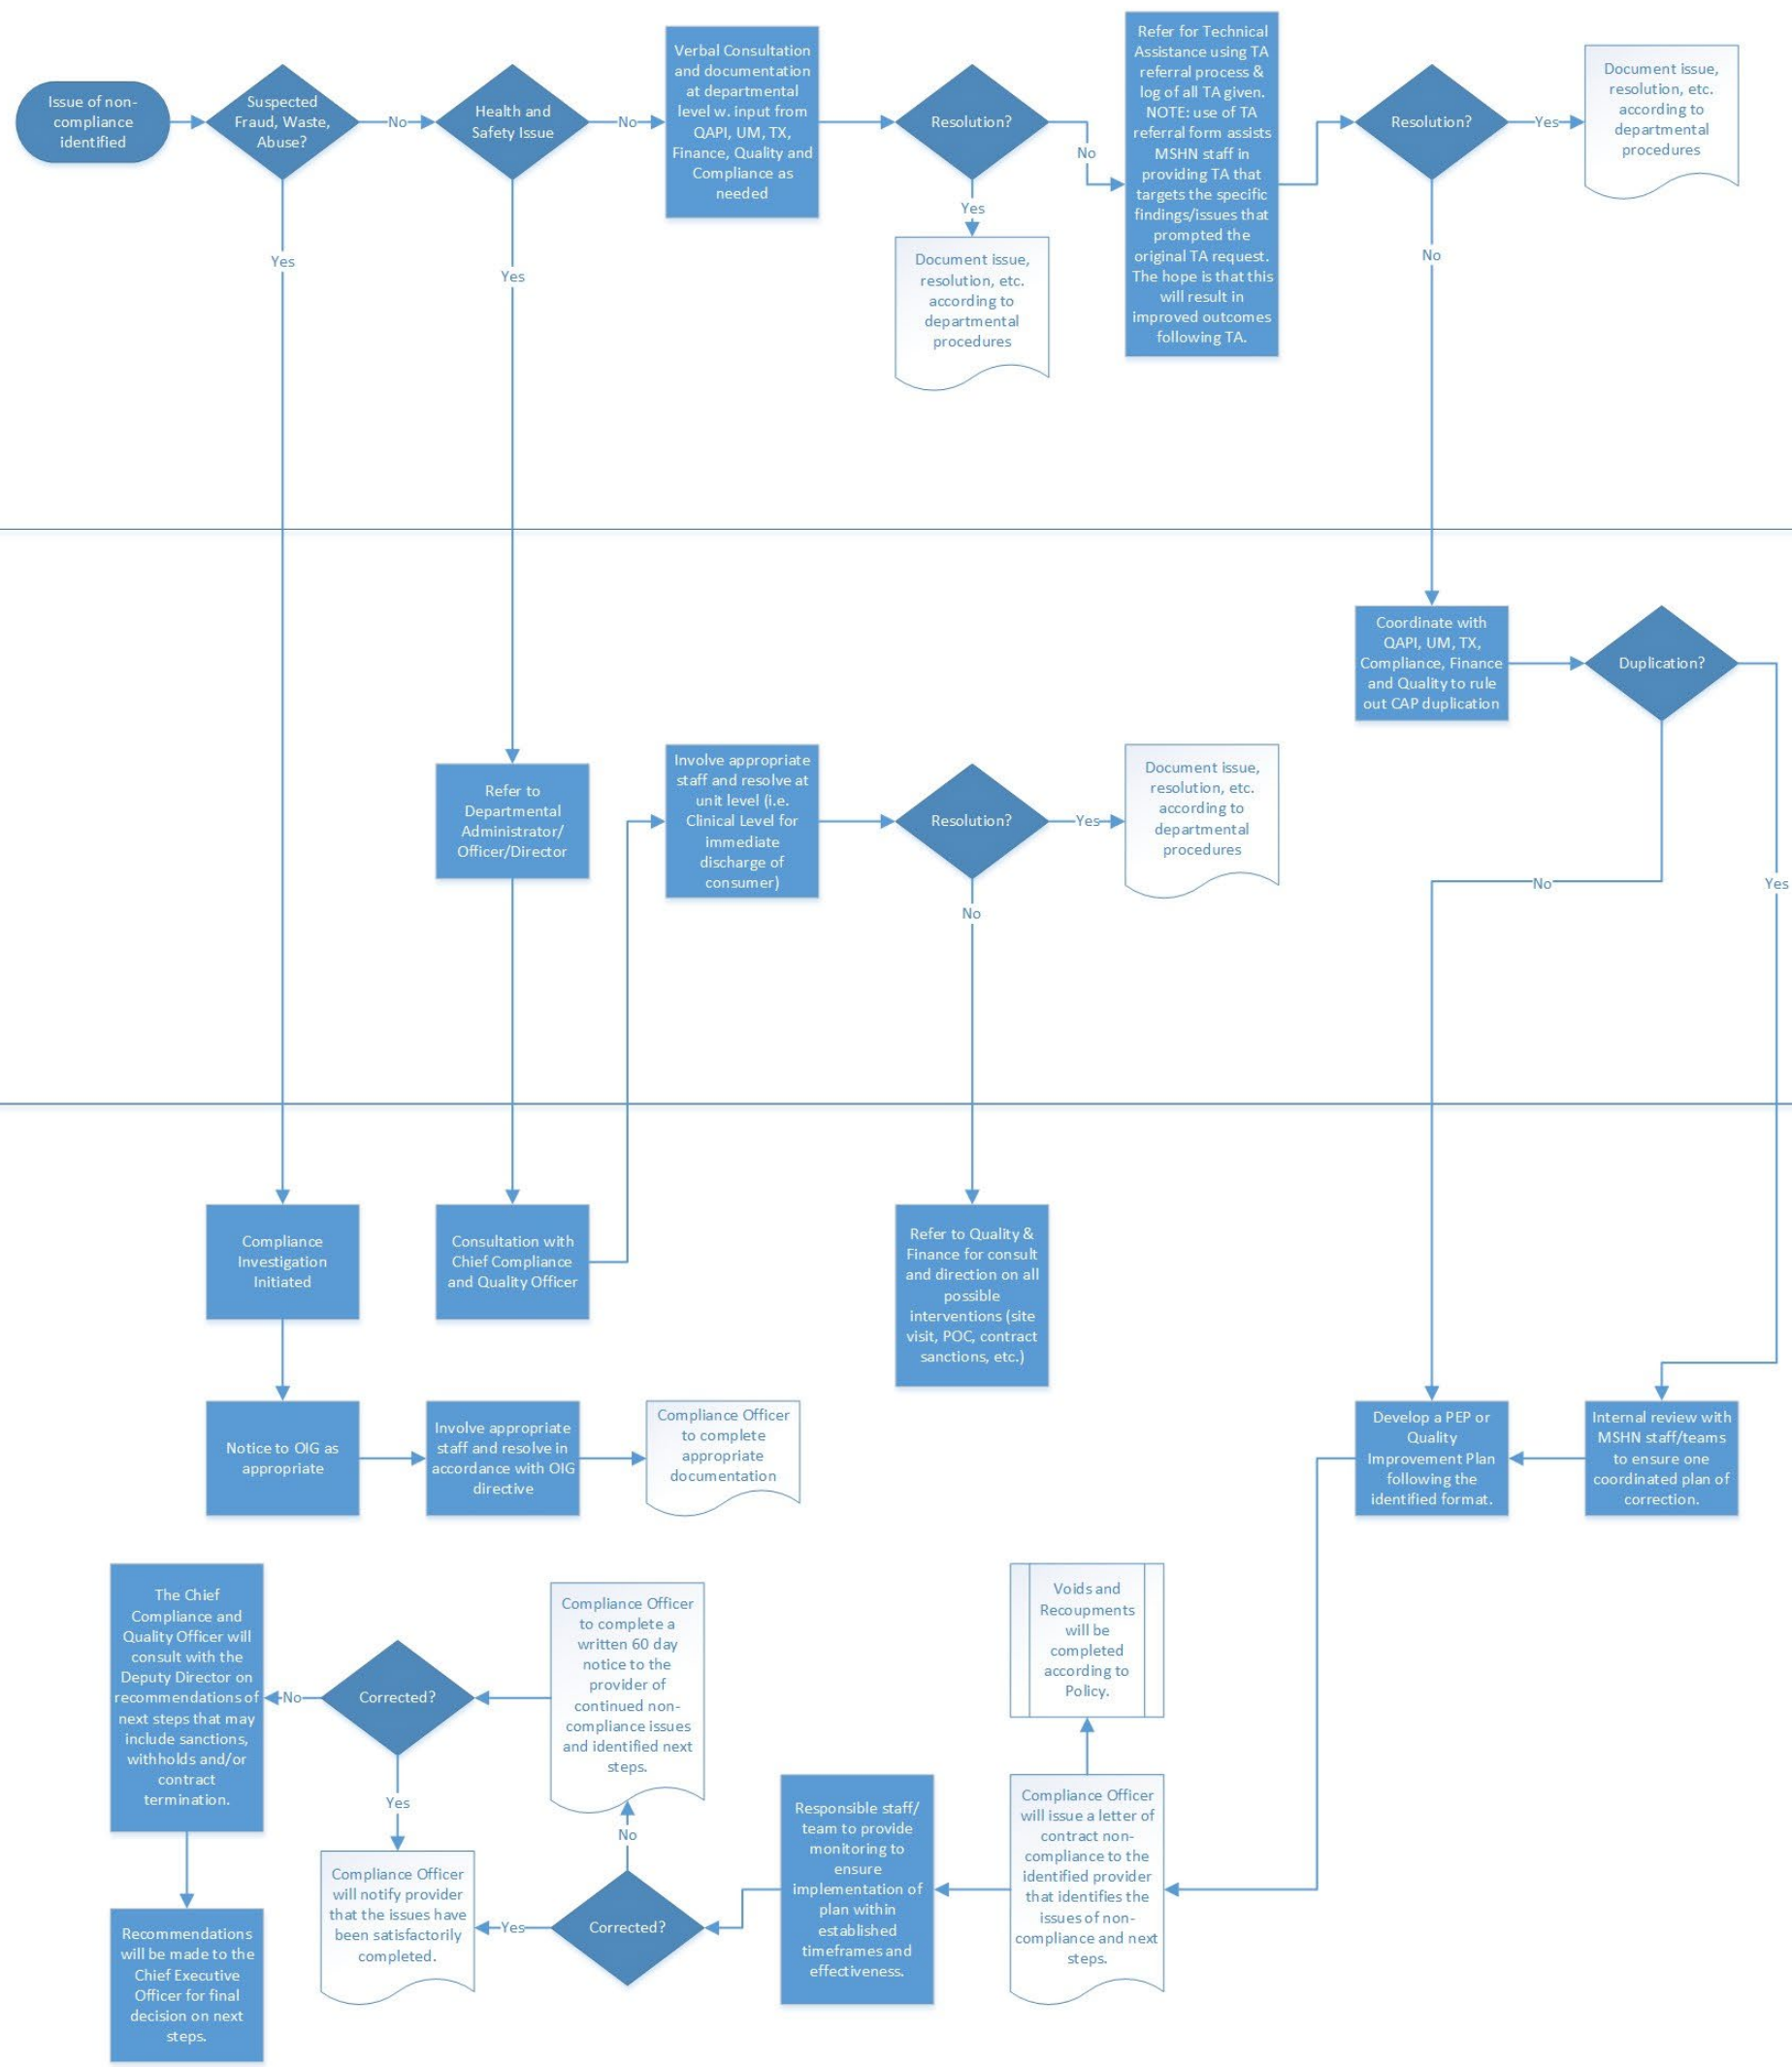 Issue of non-
compliance
identified
Suspected
Fraud, Waste,
Abuse?
No
Health and
Safety Issue
No
Verbal Consultation
and documentation
at departmental
level w. input from
QAPI, UM, TX,
Finance, Quality and
Compliance as
needed
Resolution?
No
Yes
Document issue,
resolution, etc.
according to
departmental
procedures
Refer for Technical
Assistance using TA
referral process &
log of all TA given.
NOTE: use of TA
referral form assists
MSHN staff in
providing TA that
targets the specific
findings/issues that
prompted the
original TA request.
The hope is that this
will result in
improved outcomes
following TA.
Resolution?
Yes
Document issue,
resolution, etc.
according to
departmental
procedures
No
Yes
Yes
Coordinate with
QAPI, UM, TX,
Compliance, Finance
and Quality to rule
out CAP duplication
Duplication?
No
Yes
Refer to
Departmental
Administrator/
Officer/Director
Involve appropriate
staff and resolve at
unit level (i.e.
Clinical Level for
immediate
discharge of
consumer)
Resolution?
Yes
Document issue,
resolution, etc.
according to
departmental
procedures
No
Compliance
Investigation
Initiated
Consultation with
Chief Compliance
and Quality Officer
Refer to Quality &
Finance for consult
and direction on all
possible
interventions (site
visit, POC, contract
sanctions, etc.)
Notice to OIG as
appropriate
Involve appropriate
staff and resolve in
accordance with OIG
directive
Compliance Officer
to complete
appropriate
documentation
Develop a PEP or
Quality
Improvement Plan
following the
identified format.
Internal review with
MSHN staff/teams
to ensure one
coordinated plan of
correction.
The Chief
Compliance and
Quality Officer will
consult with the
Deputy Director on
recommendations of
next steps that may
include sanctions,
withholds and/or
contract
termination.
No
Corrected?
Yes
Compliance Officer
to complete a
written 60 day
notice to the
provider of
continued non-
compliance issues
and identified next
steps.
No
Voids and
Recoupments
will be
completed
according to
Policy.
Responsible staff/
team to provide
monitoring to
ensure
implementation of
plan within
established
timeframes and
effectiveness.
Compliance Officer
will issue a letter of
contract non-
compliance to the
identified provider
that identifies the
issues of non-
compliance and next
steps.
Compliance Officer
will notify provider
that the issues have
been satisfactorily
completed.
Yes
Corrected?
Recommendations
will be made to the
Chief Executive
Officer for final
decision on next
steps.